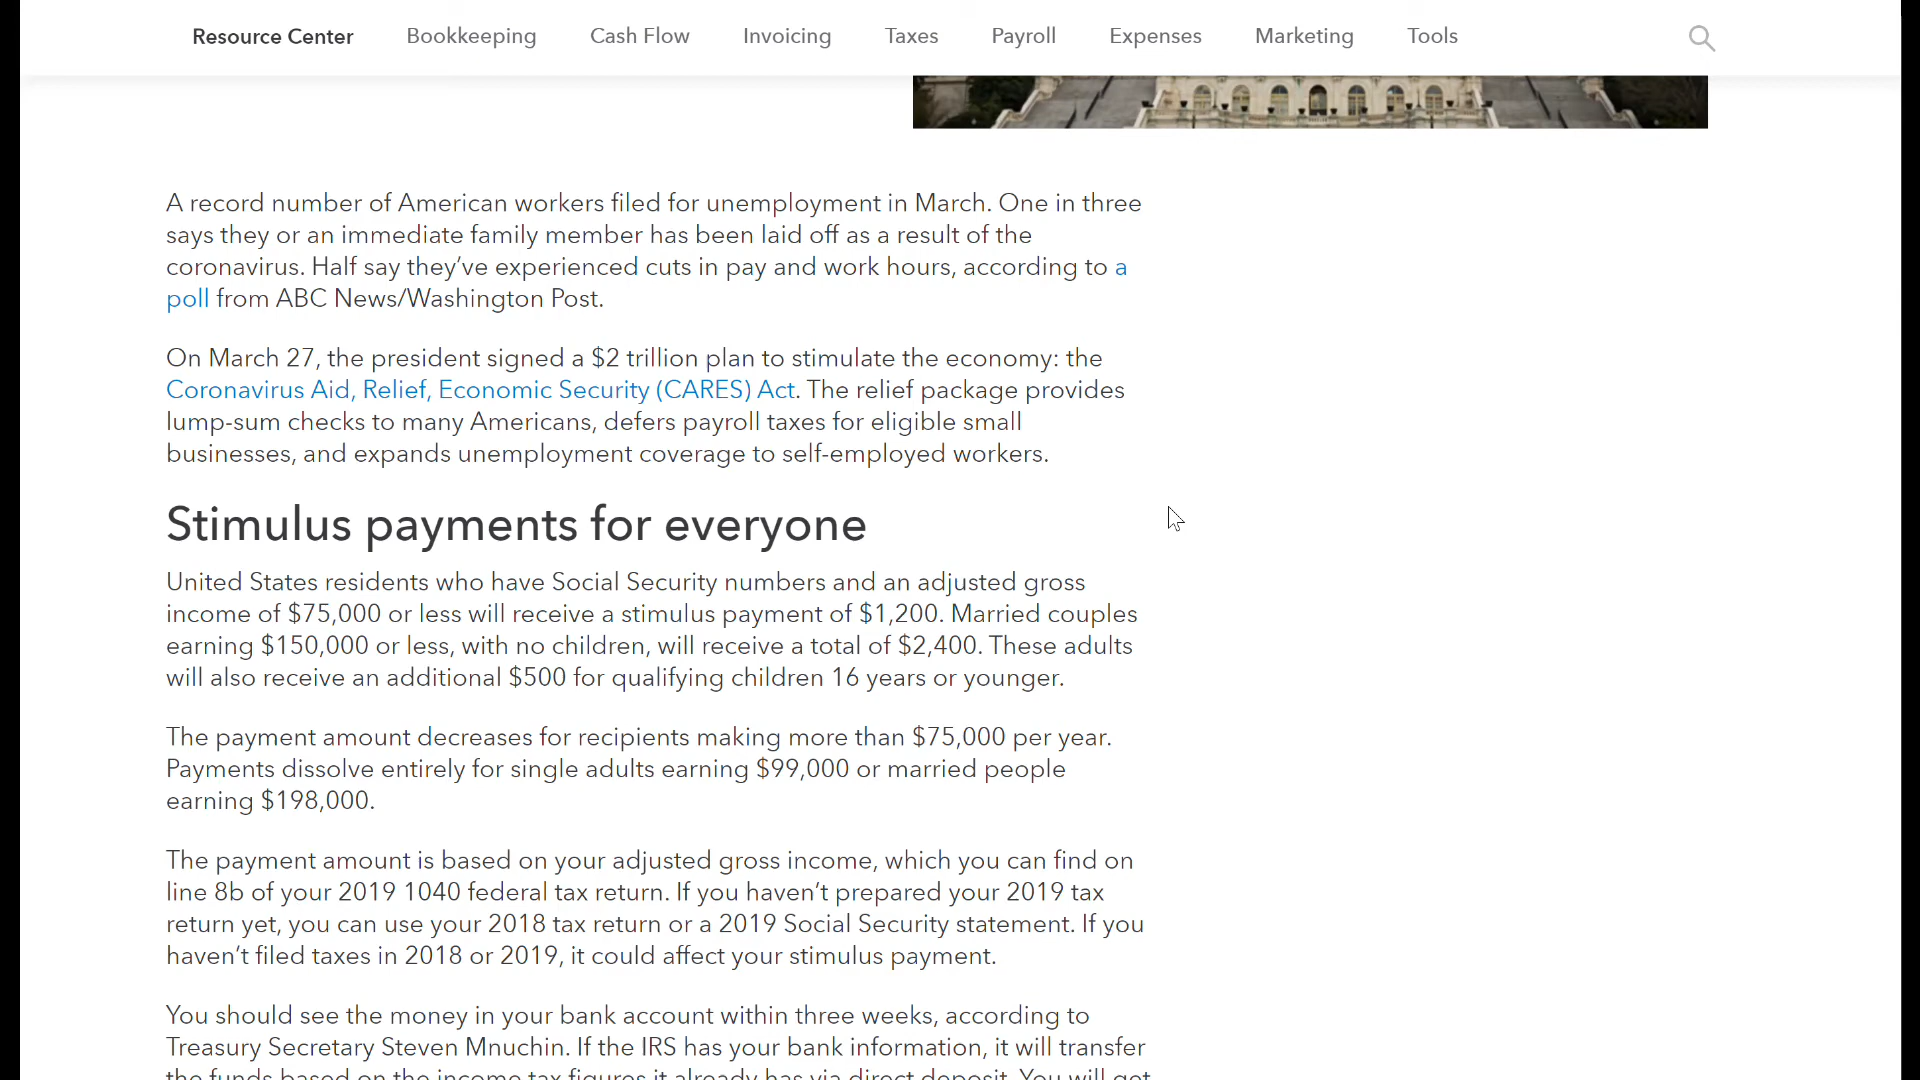 Resource Center Bookkeeping Cash Flow Invoicing Taxes Payroll Expenses Marketing Tools
A record number of American workers filed for unemployment in March. One in three
says they or an immediate family member has been laid off as a result of the
coronavirus. Half say they’ve experienced cuts in pay and work hours, according to a
poll from ABC News/Washington Post.
On March 27, the president signed a $2 trillion plan to stimulate the economy: the
Coronavirus Aid, Relief, Economic Security (CARES) Act. The relief package provides
lump-sum checks to many Americans, defers payroll taxes for eligible small
businesses, and expands unemployment coverage to self-employed workers.
Stimulus payments for everyone
United States residents who have Social Security numbers and an adjusted gross
income of $75,000 or less will receive a stimulus payment of $1,200. Married couples
earning $150,000 or less, with no children, will receive a total of $2,400. These adults
will also receive an additional $500 for qualifying children 16 years or younger.
The payment amount decreases for recipients making more than $75,000 per year.
Payments dissolve entirely for single adults earning $99,000 or married people
earning $198,000.
The payment amount is based on your adjusted gross income, which you can find on
line 8b of your 2019 1040 federal tax return. If you haven’t prepared your 2019 tax
return yet, you can use your 2018 tax return or a 2019 Social Security statement. If you
haven’t filed taxes in 2018 or 2019, it could affect your stimulus payment.
You should see the money in your bank account within three weeks, according to
Treasury Secretary Steven Mnuchin. If the IRS has your bank information, it will transfer
the funds based on the income tax figures it already has via direct deposit. You will get